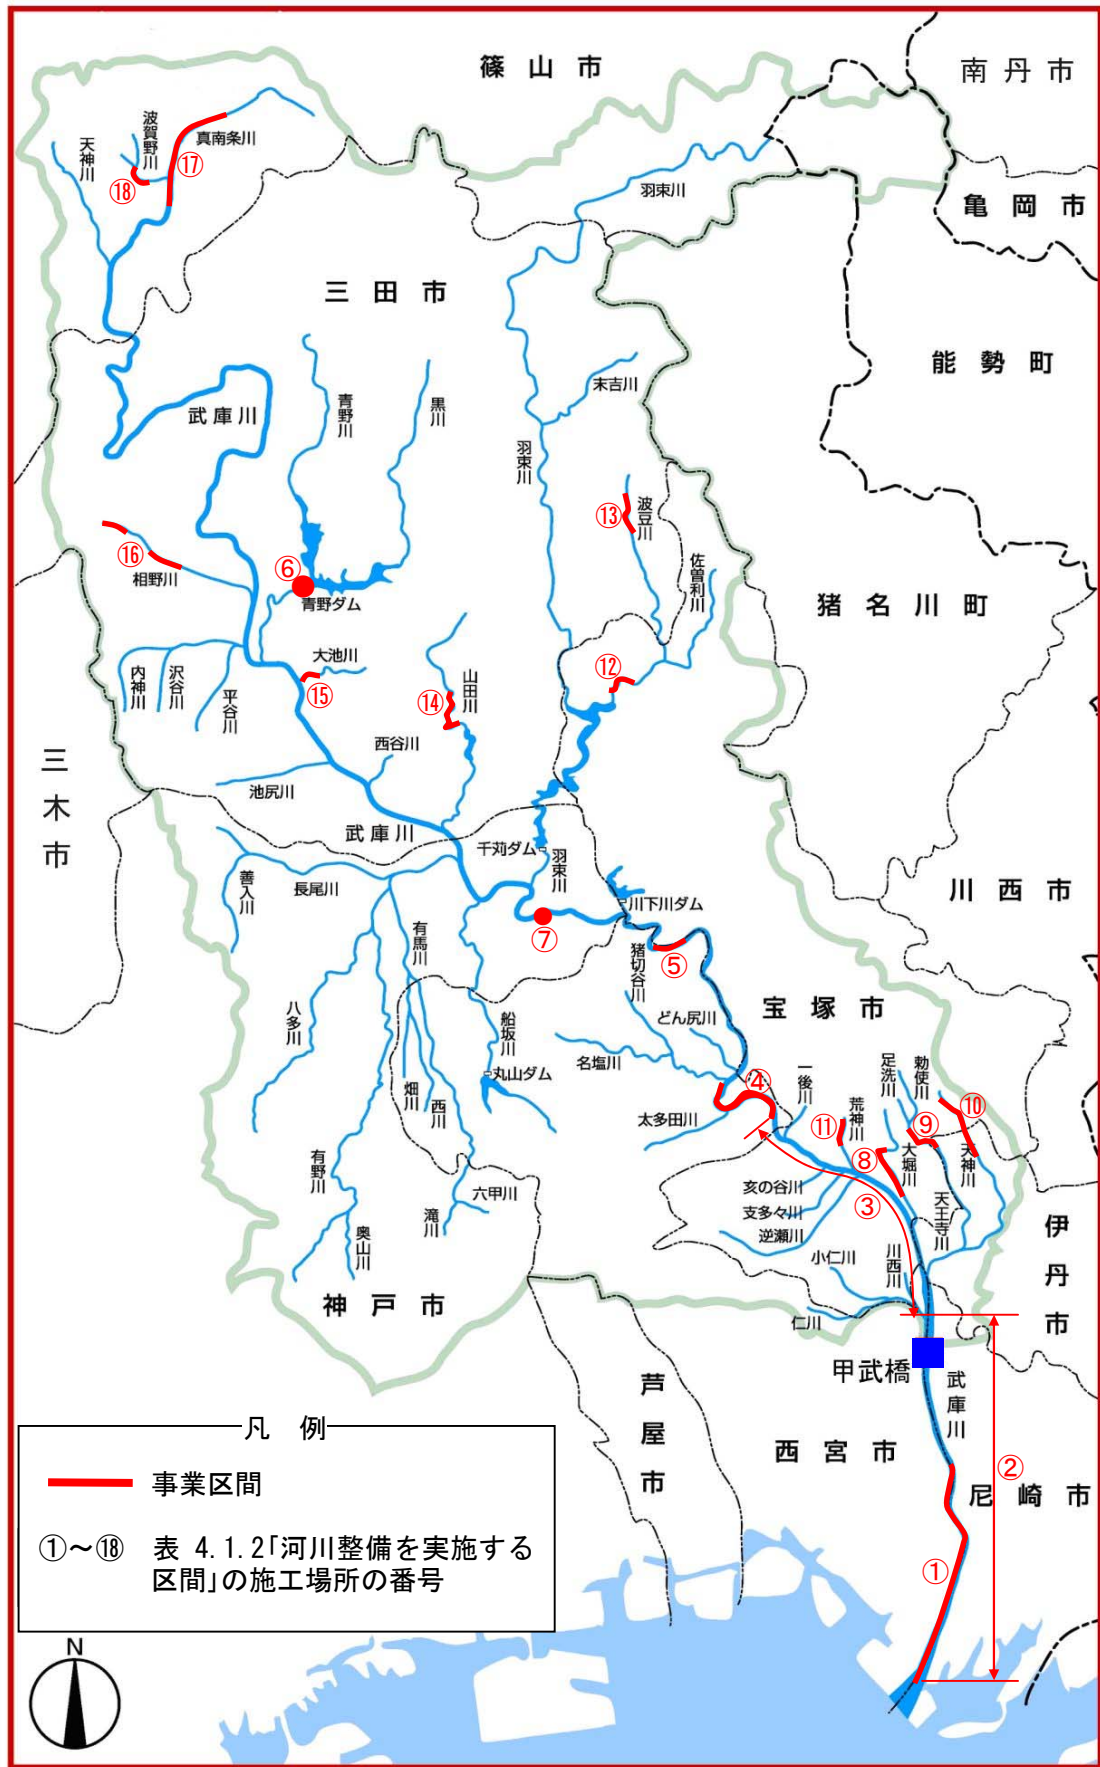 篠山市
南丹市
亀岡市
能勢町
三田市
猪名川町
川西市
三木市
宝塚市
伊丹市
神戸市
芦屋市
西宮市
尼崎市
天神川
波賀野川
真南条川
⑰
⑱
羽束川
武庫川
青野川
黒川
末吉川
羽束川
波豆川
⑬
佐曽利川
⑯
相野川
⑥
青野ダム
大池川
⑮
⑫
⑭
山田川
内神川
沢谷川
平谷川
西谷川
池尻川
武庫川
千苅ダム
羽束川
善入川
長尾川
川下川ダム
⑦
⑤
有馬川
猪切谷川
どん尻川
八多川
船坂川
名塩川
丸山ダム
畑川
西川
④
一後川
太多田川
荒神川
⑪
足洗川
勅使川
⑩
⑨
⑧
大堀川
天神川
有野川
六甲川
滝川
奥山川
亥の谷川
支多々川
逆瀬川
③
天王寺川
小仁川
川西川
仁川
甲武橋
武庫川
②
①
凡 例
事業区間
①～⑱ 表 4.1.2「河川整備を実施する
区間」の施工場所の番号
N